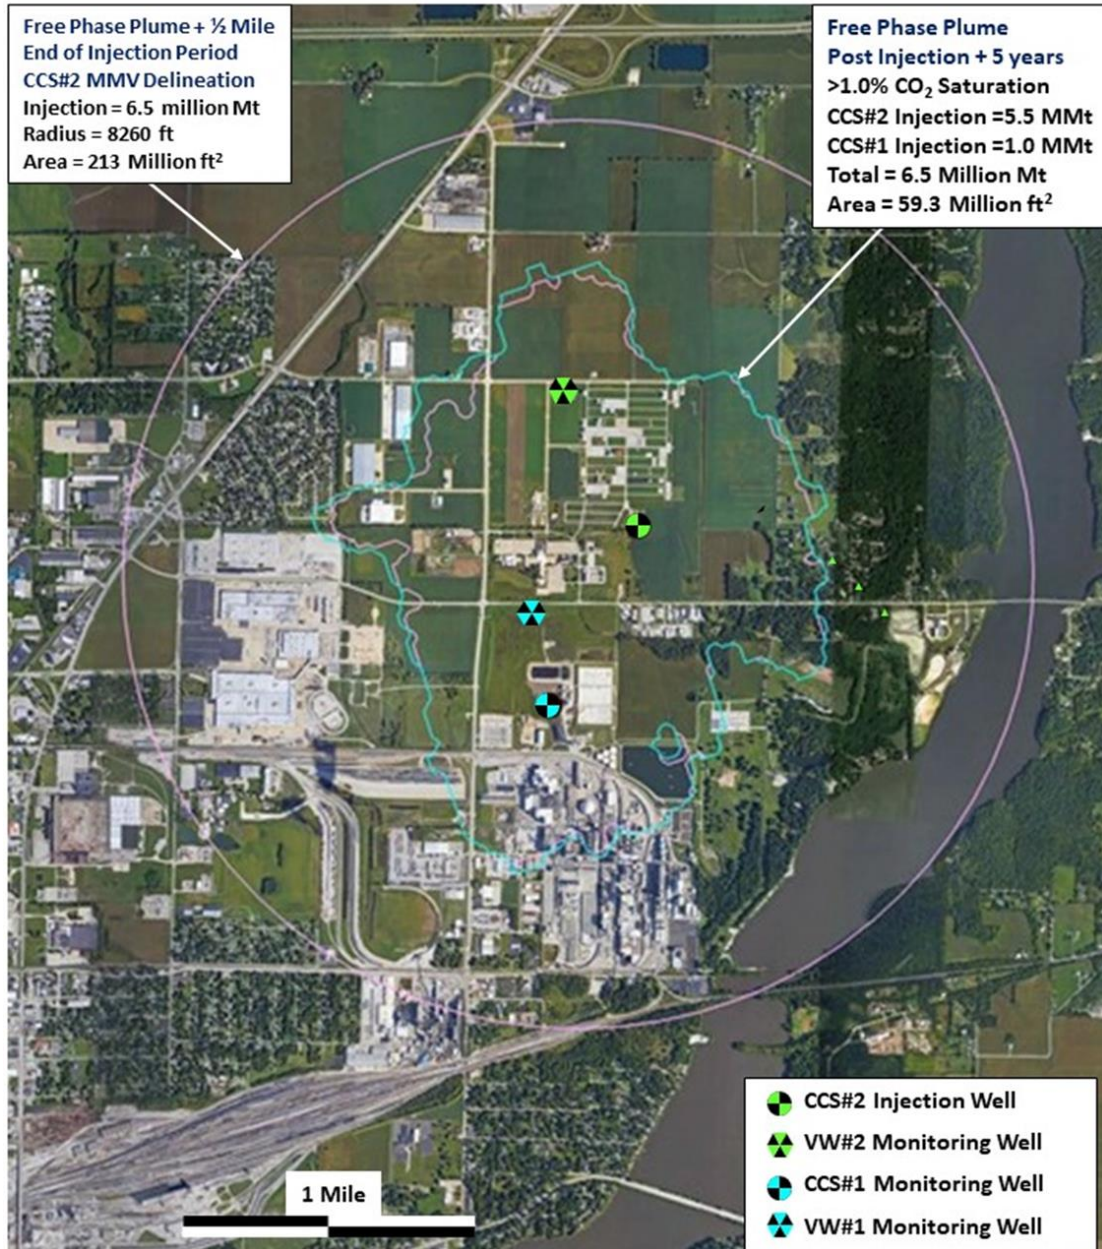 Free Phase Plume + ½ Mile
End of Injection Period
CCS#2 MMV Delineation
Injection = 6.5 million Mt
Radius = 8260 ft
Area = 213 Million ft²
Free Phase Plume
Post Injection + 5 years
>1.0% CO₂ Saturation
CCS#2 Injection =5.5 MMt
CCS#1 Injection =1.0 MMt
Total = 6.5 Million Mt
Area = 59.3 Million ft²
1 Mile
CCS#2 Injection Well
VW#2 Monitoring Well
CCS#1 Monitoring Well
VW#1 Monitoring Well